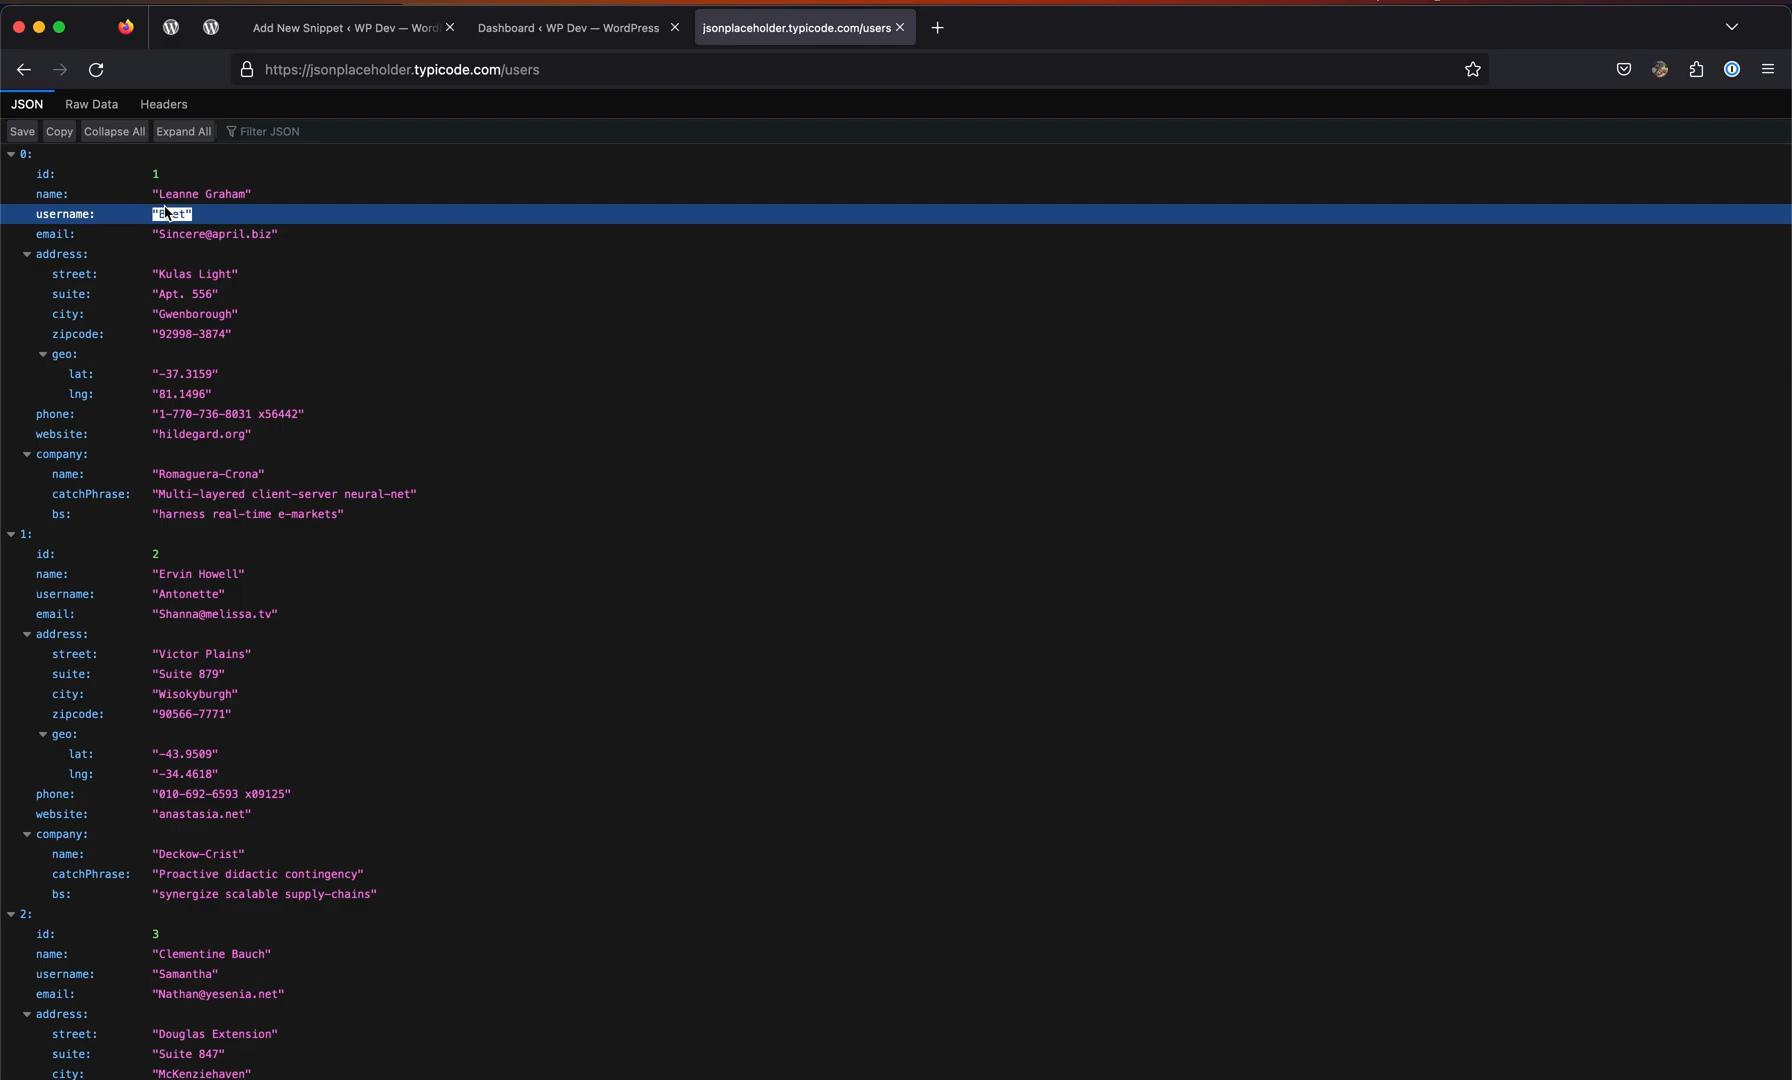 Add New Snippet ‹ WP Dev — Word
Dashboard ‹ WP Dev — WordPress
jsonplaceholder.typicode.com/users
https://jsonplaceholder.typicode.com/users
JSON Raw Data Headers
Save Copy Collapse All Expand All Filter JSON
0:
id: 1
name: "Leanne Graham"
username:
email: "Sincere@april.biz"
address:
street: "Kulas Light"
suite: "Apt. 556"
city: "Gwenborough"
zipcode: "92998-3874"
geo:
lat: "-37.3159"
lng: "81.1496"
phone: "1-770-736-8031 x56442"
website: "hildegard.org"
company:
name: "Romaguera-Crona"
catchPhrase: "Multi-layered client-server neural-net"
bs: "harness real-time e-markets"
1:
id: 2
name: "Ervin Howell"
username: "Antonette"
email: "Shanna@melissa.tv"
address:
street: "Victor Plains"
suite: "Suite 879"
city: "Wisokyburgh"
zipcode: "90566-7771"
geo:
lat: "-43.9509"
lng: "-34.4618"
phone: "010-692-6593 x09125"
website: "anastasia.net"
company:
name: "Deckow-Crist"
catchPhrase: "Proactive didactic contingency"
bs: "synergize scalable supply-chains"
2:
id: 3
name: "Clementine Bauch"
username: "Samantha"
email: "Nathan@yesenia.net"
address:
street: "Douglas Extension"
suite: "Suite 847"
city: "McKenziehaven"